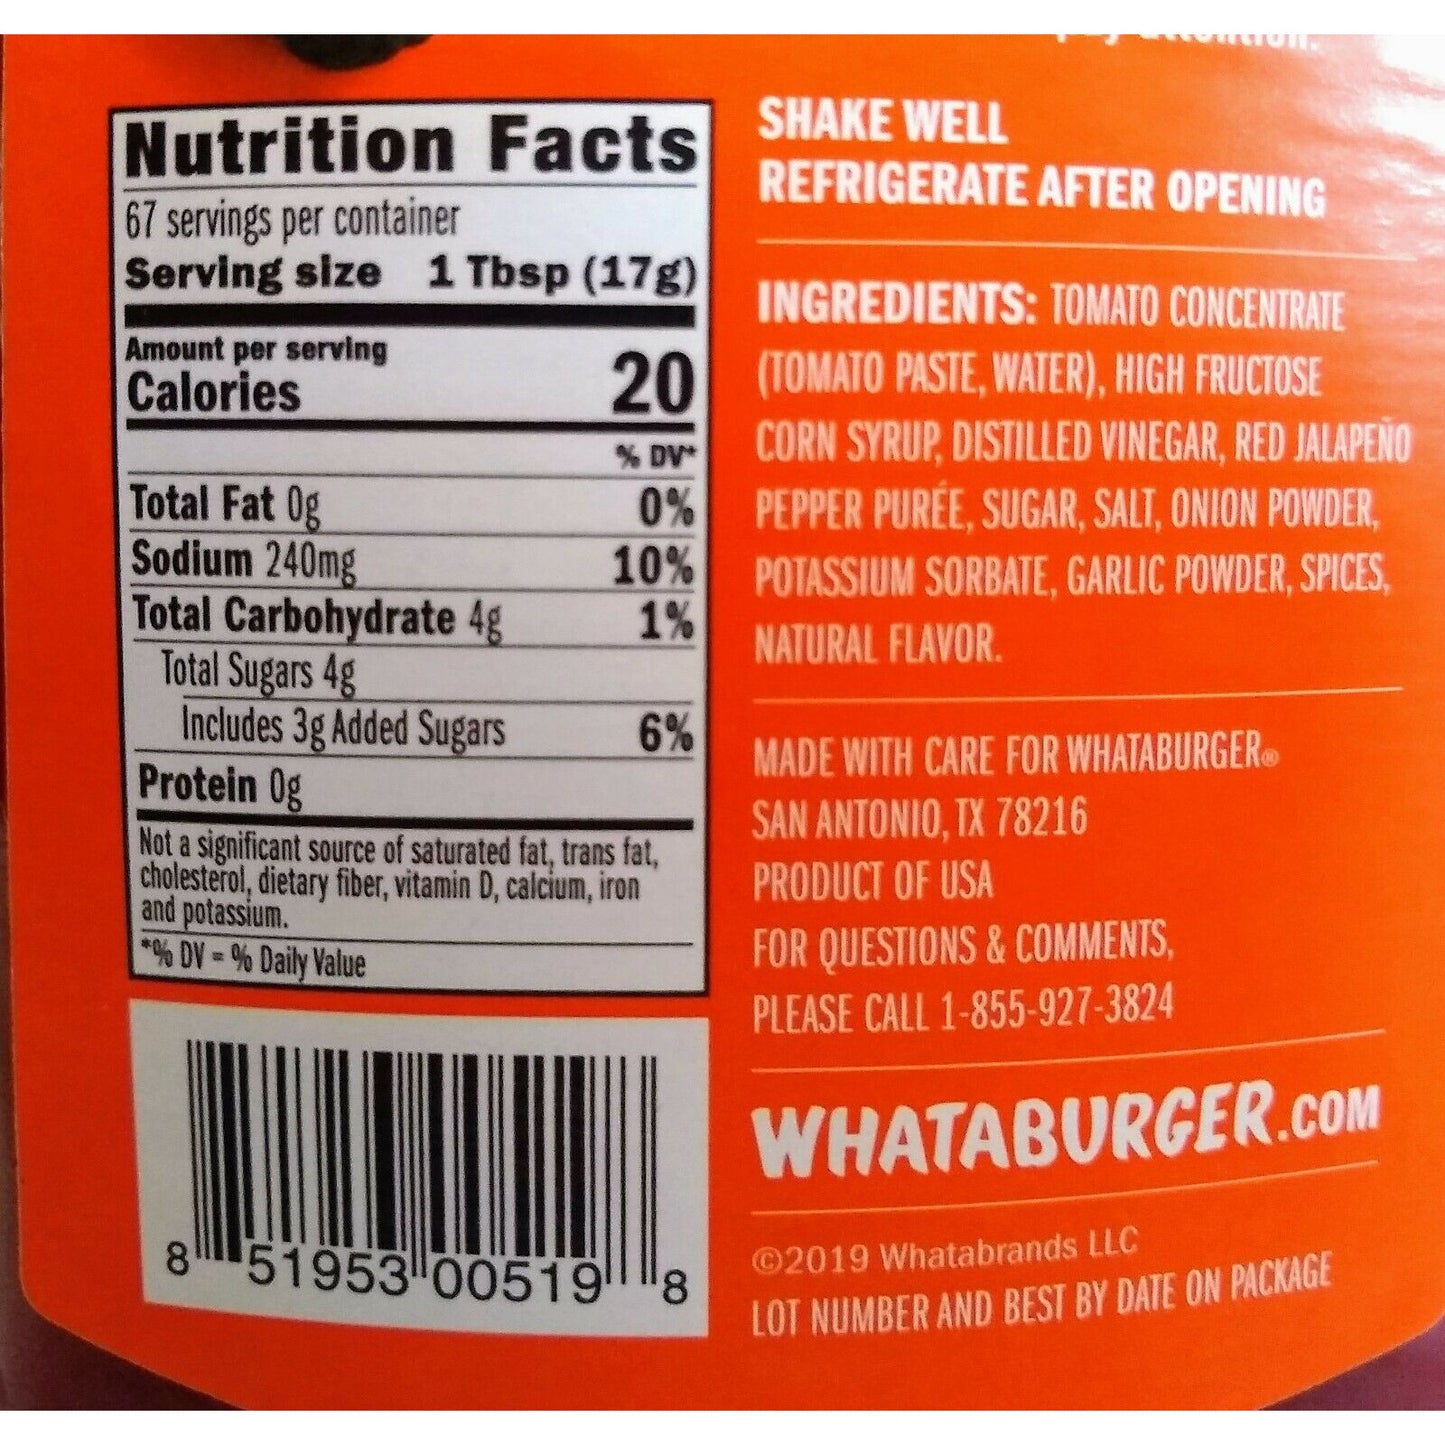 attention.
Nutrition Facts
67 servings per container
Serving size 1 Tbsp (17g)
Amount per serving
Calories 20
% DV*
Total Fat 0g 0%
Sodium 240mg 10%
Total Carbohydrate 4g 1%
Total Sugars 4g
Includes 3g Added Sugars 6%
Protein 0g
Not a significant source of saturated fat, trans fat,
cholesterol, dietary fiber, vitamin D, calcium, iron
and potassium.
*% DV = % Daily Value
8 51953 00519 8
SHAKE WELL
REFRIGERATE AFTER OPENING
INGREDIENTS: TOMATO CONCENTRATE
(TOMATO PASTE, WATER), HIGH FRUCTOSE
CORN SYRUP, DISTILLED VINEGAR, RED JALAPEÑO
PEPPER PURÉE, SUGAR, SALT, ONION POWDER,
POTASSIUM SORBATE, GARLIC POWDER, SPICES,
NATURAL FLAVOR.
MADE WITH CARE FOR WHATABURGER®
SAN ANTONIO, TX 78216
PRODUCT OF USA
FOR QUESTIONS & COMMENTS,
PLEASE CALL 1-855-927-3824
WHATABURGER.COM
©2019 Whatabrands LLC
LOT NUMBER AND BEST BY DATE ON PACKAGE